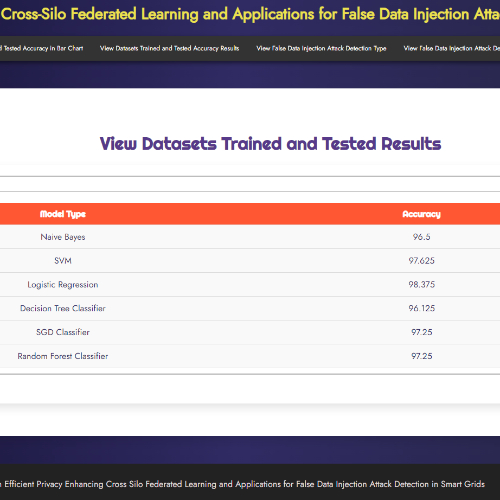 Cross-Silo Federated Learning and Applications for False Data Injection
Tested Accuracy in Bar Chart View Datasets Trained and Tested Accuracy Results View False Data Injection Attack Detection Type View False Data Injection Attack
View Datasets Trained and Tested Results
Model Type Accuracy
Naive Bayes 96.5
SVM 97.625
Logistic Regression 98.375
Decision Tree Classifier 96.125
SGD Classifier 97.25
Random Forest Classifier 97.25
Efficient Privacy Enhancing Cross Silo Federated Learning and Applications for False Data Injection Attack Detection in Smart Grids